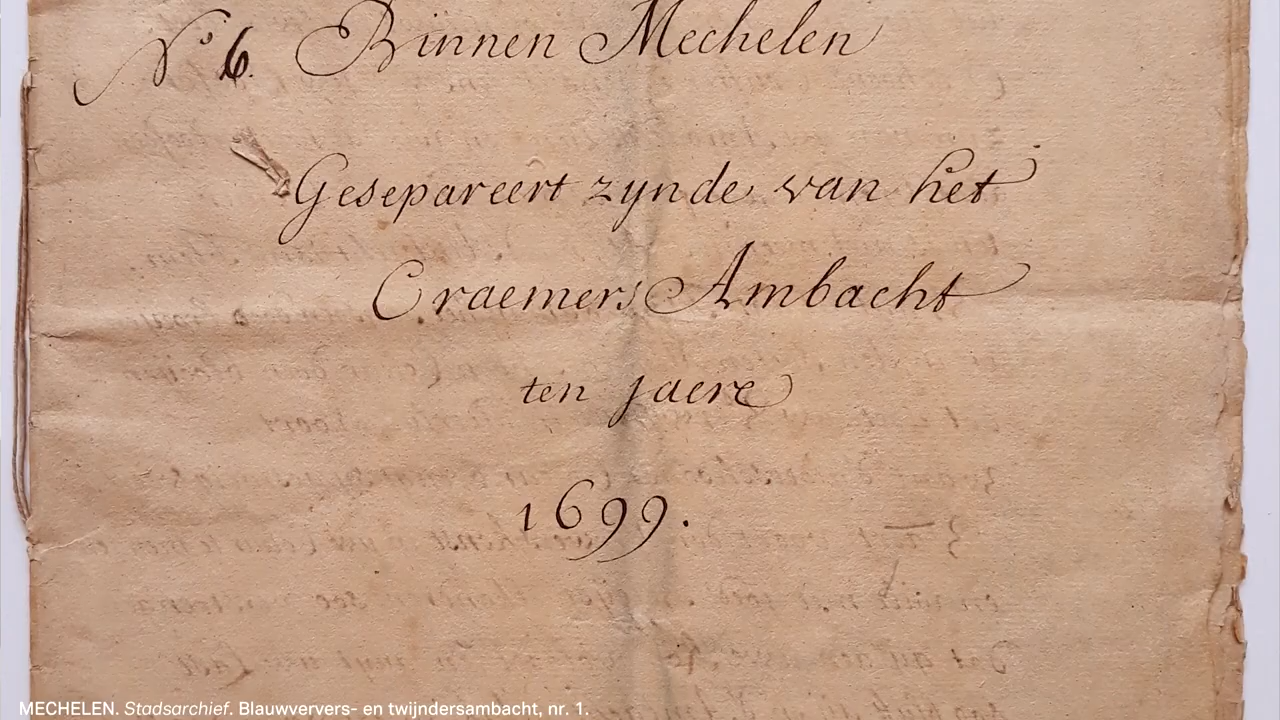 N.º 6. Binnen Mechelen
Gesepareert zynde van het
Craemers Ambacht
ten jaere
1699.
MECHELEN. Stadsarchief. Blauwververs- en twijndersambacht, nr. 1.